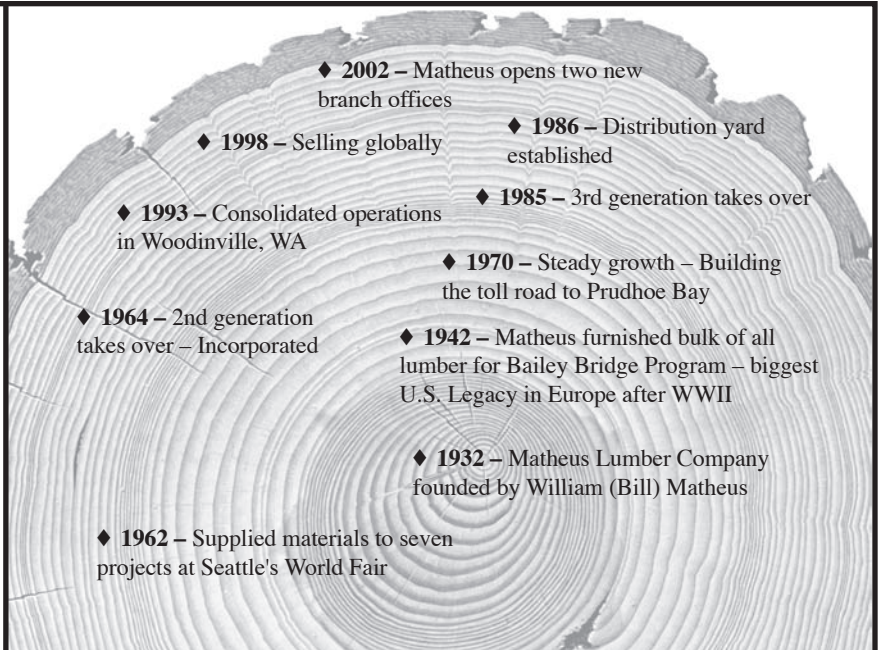 ♦ 2002 – Matheus opens two new
branch offices
♦ 1998 – Selling globally
♦ 1986 – Distribution yard
established
♦ 1985 – 3rd generation takes over
♦ 1993 – Consolidated operations
in Woodinville, WA
♦ 1970 – Steady growth – Building
the toll road to Prudhoe Bay
♦ 1964 – 2nd generation
takes over – Incorporated
♦ 1942 – Matheus furnished bulk of all
lumber for Bailey Bridge Program – biggest
U.S. Legacy in Europe after WWII
♦ 1932 – Matheus Lumber Company
founded by William (Bill) Matheus
♦ 1962 – Supplied materials to seven
projects at Seattle's World Fair